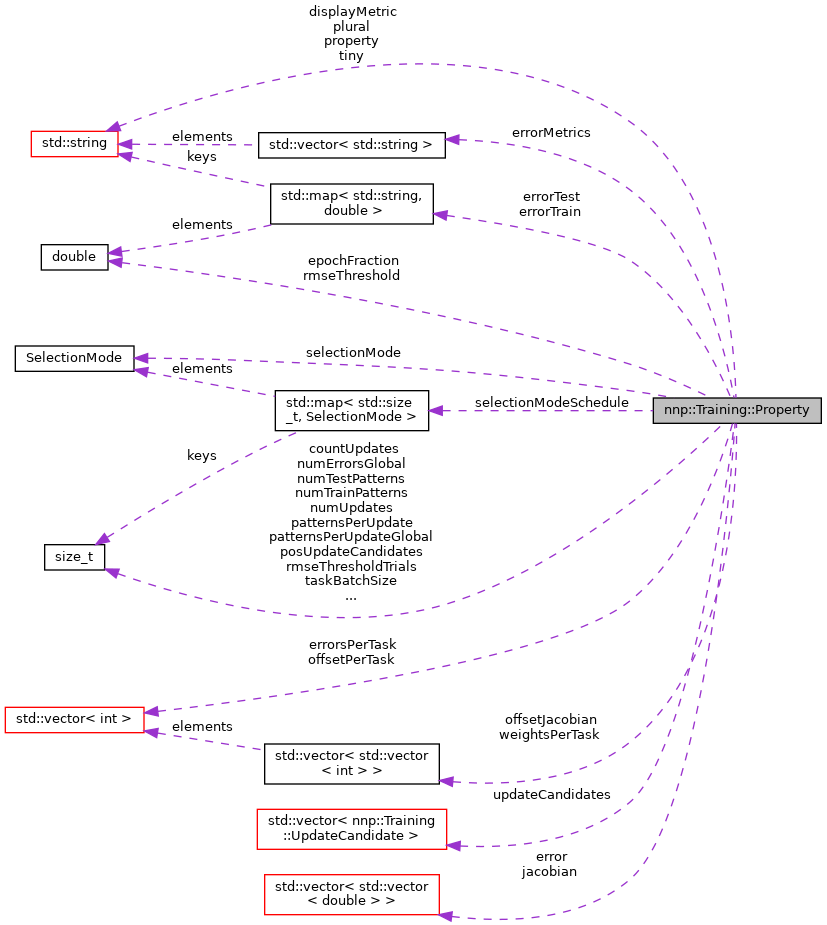 displayMetric
plural
property
tiny
std::string
elements
std::vector< std::string >
errorMetrics
keys
std::map< std::string,
double >
errorTest
errorTrain
elements
double
epochFraction
rmseThreshold
SelectionMode
selectionMode
elements
std::map< std::size
_t, SelectionMode >
selectionModeSchedule
nnp::Training::Property
keys
countUpdates
numErrorsGlobal
numTestPatterns
numTrainPatterns
numUpdates
patternsPerUpdate
patternsPerUpdateGlobal
posUpdateCandidates
rmseThresholdTrials
taskBatchSize
...
size_t
errorsPerTask
offsetPerTask
std::vector< int >
elements
std::vector< std::vector
< int > >
offsetJacobian
weightsPerTask
updateCandidates
std::vector< nnp::Training
::UpdateCandidate >
error
jacobian
std::vector< std::vector
< double > >